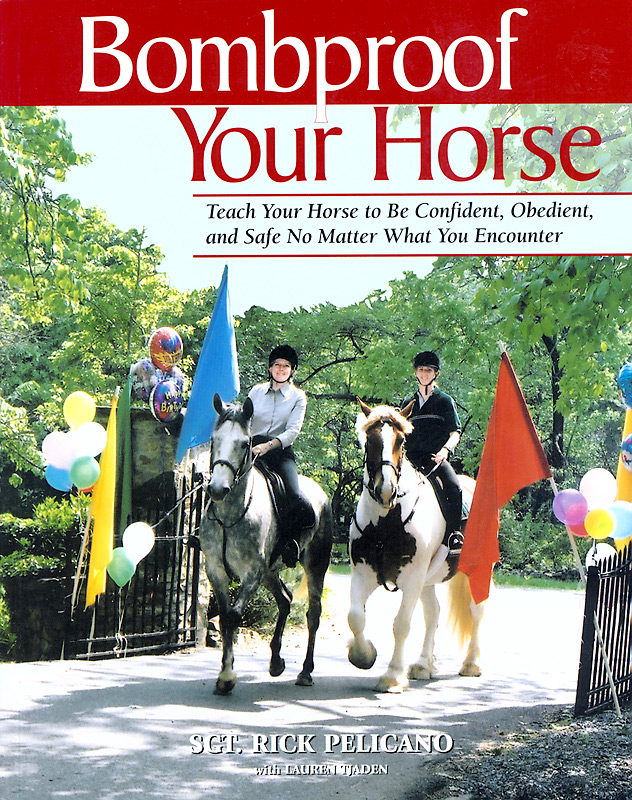 Bombproof
Your Horse
Teach Your Horse to Be Confident, Obedient,
and Safe No Matter What You Encounter
SGT. RICK PELICANO
with LAUREN TJADEN